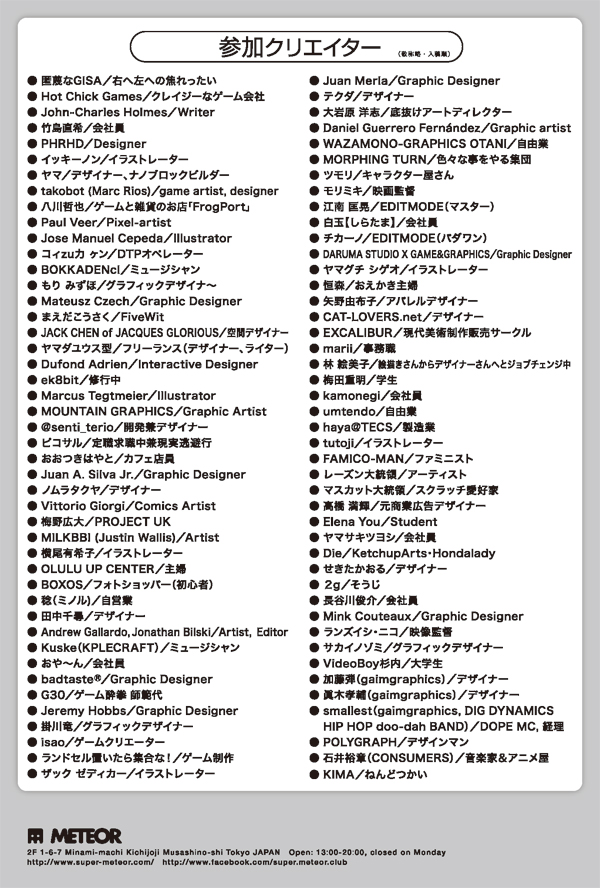 参加クリエイター （敬称略・入稿順）
● 困蔑なGISA／右へ左への焦れったい
● Hot Chick Games／クレイジーなゲーム会社
● John-Charles Holmes／Writer
● 竹島直希／会社員
● PHRHD／Designer
● イッキーノン／イラストレーター
● ヤマ／デザイナー、ナノブロックビルダー
● takobot (Marc Rios)／game artist, designer
● 八川哲也／ゲームと雑貨のお店「FrogPort」
● Paul Veer／Pixel-artist
● Jose Manuel Cepeda／Illustrator
● コィzu力 ヶン／DTPオペレーター
● BOKKADENci／ミュージシャン
● もり みずほ／グラフィックデザイナ〜
● Mateusz Czech／Graphic Designer
● まえだこうさく／FiveWit
● JACK CHEN of JACQUES GLORIOUS／空間デザイナー
● ヤマダユウス型／フリーランス（デザイナー、ライター）
● Dufond Adrien／Interactive Designer
● ek8bit／修行中
● Marcus Tegtmeier／Illustrator
● MOUNTAIN GRAPHICS／Graphic Artist
● @senti_terio／開発兼デザイナー
● ピコサル／定職求職中兼現実逃避行
● おおつきはやと／カフェ店員
● Juan A. Silva Jr.／Graphic Designer
● ノムラタクヤ／デザイナー
● Vittorio Giorgi／Comics Artist
● 梅野広大／PROJECT UK
● MILKBBI (Justin Wallis)／Artist
● 横尾有希子／イラストレーター
● OLULU UP CENTER／主婦
● BOXOS／フォトショッパー（初心者）
● 稔（ミノル)／自営業
● 田中千尋／デザイナー
● Andrew Gallardo, Jonathan Bilski／Artist, Editor
● Kuske（KPLECRAFT）／ミュージシャン
● おや〜ん／会社員
● badtaste®／Graphic Designer
● G30／ゲーム酔拳 師範代
● Jeremy Hobbs／Graphic Designer
● 掛川竜／グラフィックデザイナー
● isao／ゲームクリエーター
● ランドセル置いたら集合な！／ゲーム制作
● ザック ゼディカー／イラストレーター
● Juan Merla／Graphic Designer
● テクダ／デザイナー
● 大岩原 洋志／底抜けアートディレクター
● Daniel Guerrero Fernández／Graphic artist
● WAZAMONO-GRAPHICS OTANI／自由業
● MORPHING TURN／色々な事をやる集団
● ツモリ／キャラクター屋さん
● モリミキ／映画監督
● 江南 匡晃／EDITMODE（マスター）
● 白玉【しらたま】／会社員
● チカーノ／EDITMODE（パダワン）
● DARUMA STUDIO X GAME&GRAPHICS／Graphic Designer
● ヤマグチ シゲオ／イラストレーター
● 恒森／おえかき主婦
● 矢野由布子／アパレルデザイナー
● CAT-LOVERS.net／デザイナー
● EXCALIBUR／現代美術制作販売サークル
● marii／事務職
● 林 絵美子／絵描きさんからデザイナーさんへとジョブチェンジ中
● 梅田重明／学生
● kamonegi／会社員
● umtendo／自由業
● haya@TECS／製造業
● tutoji／イラストレーター
● FAMICO-MAN／ファミニスト
● レーズン大統領／アーティスト
● マスカット大統領／スクラッチ愛好家
● 高橋 満輝／元商業広告デザイナー
● Elena You／Student
● ヤマサキツヨシ／会社員
● Die／KetchupArts・Hondalady
● せきたかおる／デザイナー
● 2g／そうじ
● 長谷川俊介／会社員
● Mink Couteaux／Graphic Designer
● ランズイシ・ニコ／映像監督
● サカイノゾミ／グラフィックデザイナー
● VideoBoy杉内／大学生
● 加藤弾（gaimgraphics）／デザイナー
● 眞木孝輔（gaimgraphics）／デザイナー
● smallest（gaimgraphics, DIG DYNAMICS
HIP HOP doo-dah BAND）／DOPE MC, 経理
● POLYGRAPH／デザインマン
● 石井裕章（CONSUMERS）／音楽家＆アニメ屋
● KIMA／ねんどつかい
METEOR
2F 1-6-7 Minami-machi Kichijoji Musashino-shi Tokyo JAPAN Open: 13:00-20:00, closed on Monday
http://www.super-meteor.com/ http://www.facebook.com/super.meteor.club